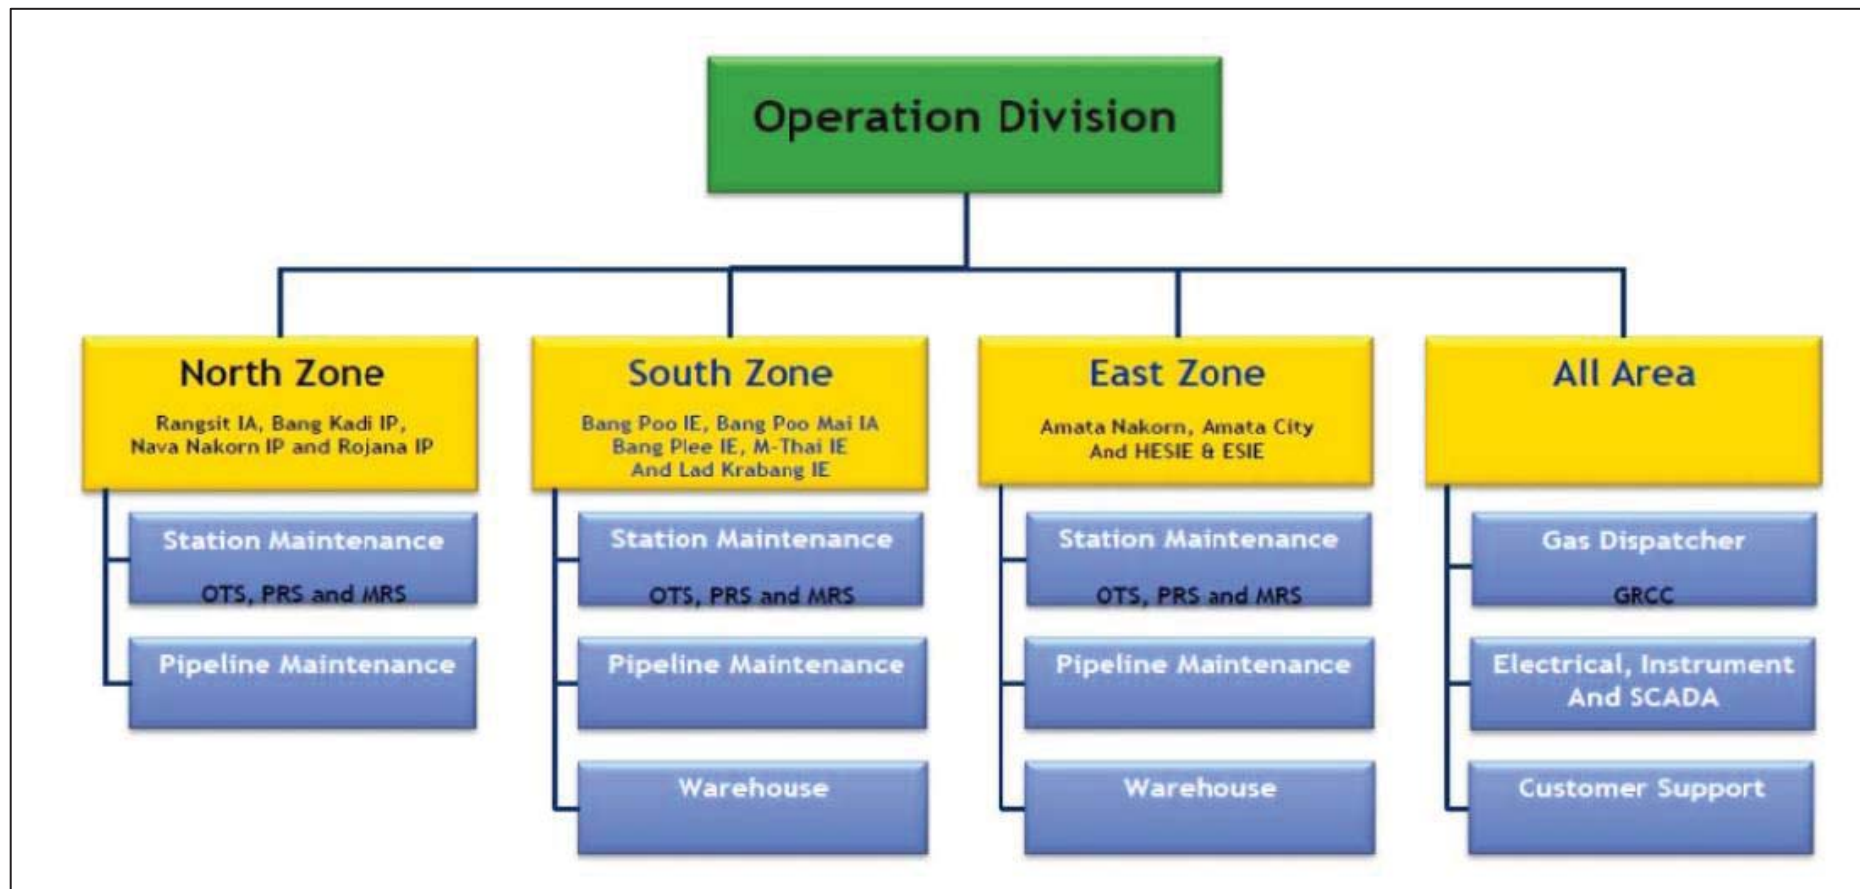 Operation Division
North Zone
Rangsit IA, Bang Kadi IP,
Nava Nakorn IP and Rojana IP
Station Maintenance
OTS, PRS and MRS
Pipeline Maintenance
South Zone
Bang Poo IE, Bang Poo Mai IA
Bang Plee IE, M-Thai IE
And Lad Krabang IE
Station Maintenance
OTS, PRS and MRS
Pipeline Maintenance
Warehouse
East Zone
Amata Nakorn, Amata City
And HESIE & ESIE
Station Maintenance
OTS, PRS and MRS
Pipeline Maintenance
Warehouse
All Area
Gas Dispatcher
GRCC
Electrical, Instrument
And SCADA
Customer Support